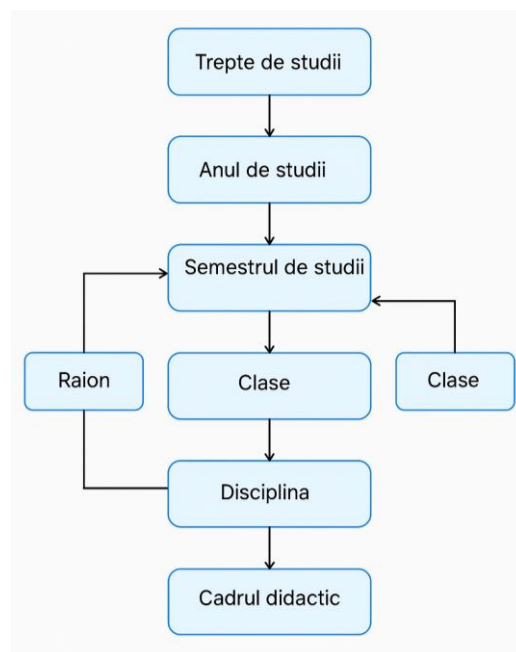 Trepte de studii
Anul de studii
Semestrul de studii
Raion
Clase
Clase
Disciplina
Cadrul didactic